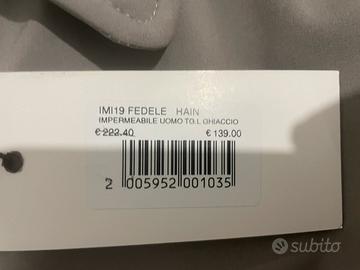 IMI19 FEDELE HAIN
IMPERMEABILE UOMO TG.L GHIACCIO
€ 222.40 € 139.00
2 005952 001035
subito